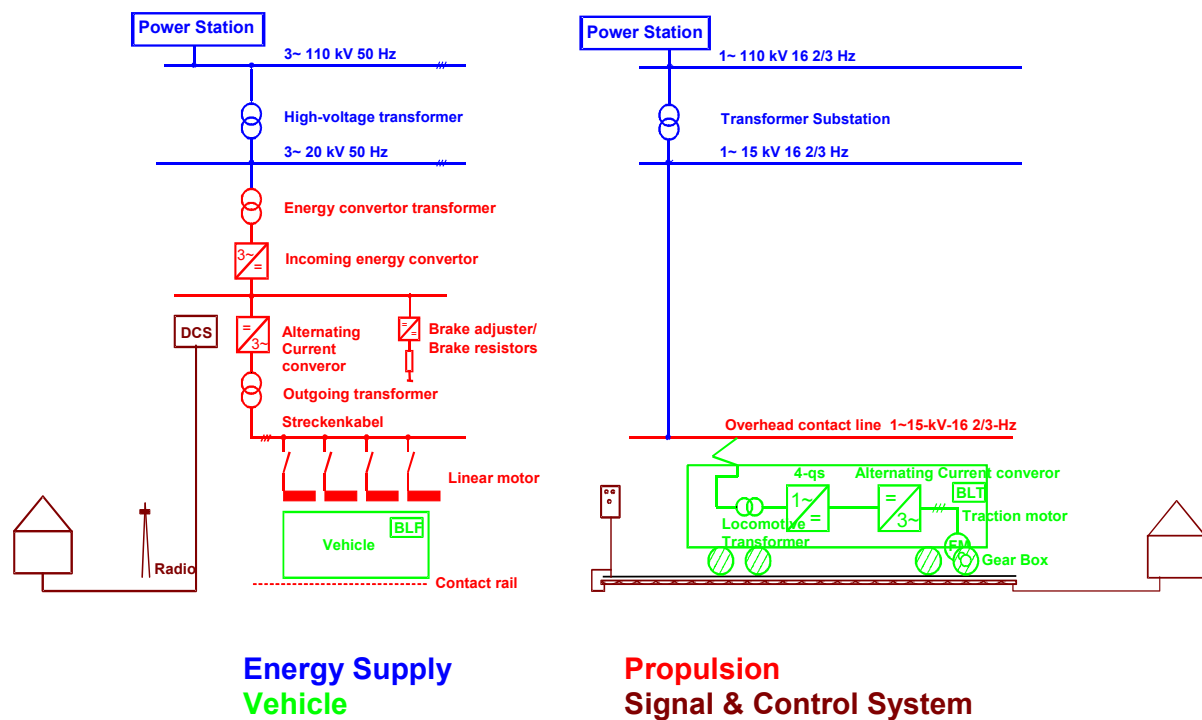 Power Station
3~ 110 kV 50 Hz
High-voltage transformer
3~ 20 kV 50 Hz
Energy convertor transformer
3~
=
Incoming energy convertor
DCS
=
3~
Alternating
Current
converor
=
=
Brake adjuster/
Brake resistors
Outgoing transformer
Streckenkabel
Linear motor
BLF
Vehicle
Radio
Contact rail
Power Station
1~ 110 kV 16 2/3 Hz
Transformer Substation
1~ 15 kV 16 2/3 Hz
Overhead contact line 1~15-kV-16 2/3-Hz
4-qs
Alternating Current converor
1~
=
=
3~
BLT
Locomotive
Transformer
Traction motor
FM
Gear Box
Energy Supply
Propulsion
Vehicle
Signal & Control System